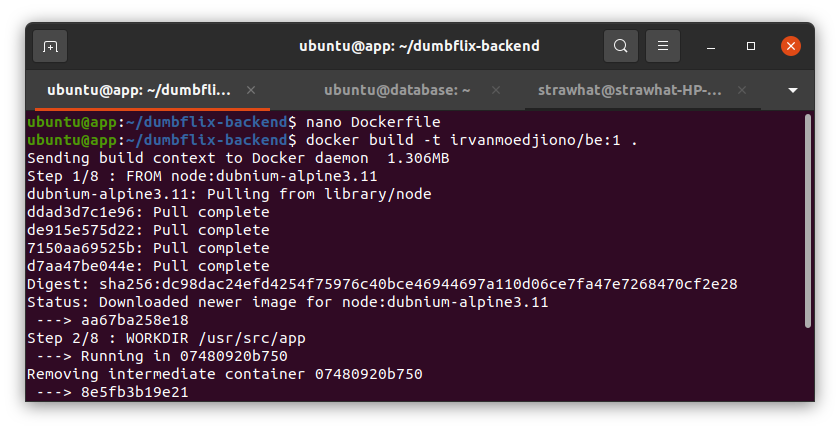 ubuntu@app: ~/dumbflix-backend
ubuntu@app: ~/dumbfli...
ubuntu@database: ~
strawhat@strawhat-HP-...
ubuntu@app:~/dumbflix-backend$ nano Dockerfile
ubuntu@app:~/dumbflix-backend$ docker build -t irvanmoedjiono/be:1 .
Sending build context to Docker daemon  1.306MB
Step 1/8 : FROM node:dubnium-alpine3.11
dubnium-alpine3.11: Pulling from library/node
ddad3d7c1e96: Pull complete
de915e575d22: Pull complete
7150aa69525b: Pull complete
d7aa47be044e: Pull complete
Digest: sha256:dc98dac24efd4254f75976c40bce46944697a110d06ce7fa47e7268470cf2e28
Status: Downloaded newer image for node:dubnium-alpine3.11
 ---> aa67ba258e18
Step 2/8 : WORKDIR /usr/src/app
 ---> Running in 07480920b750
Removing intermediate container 07480920b750
 ---> 8e5fb3b19e21